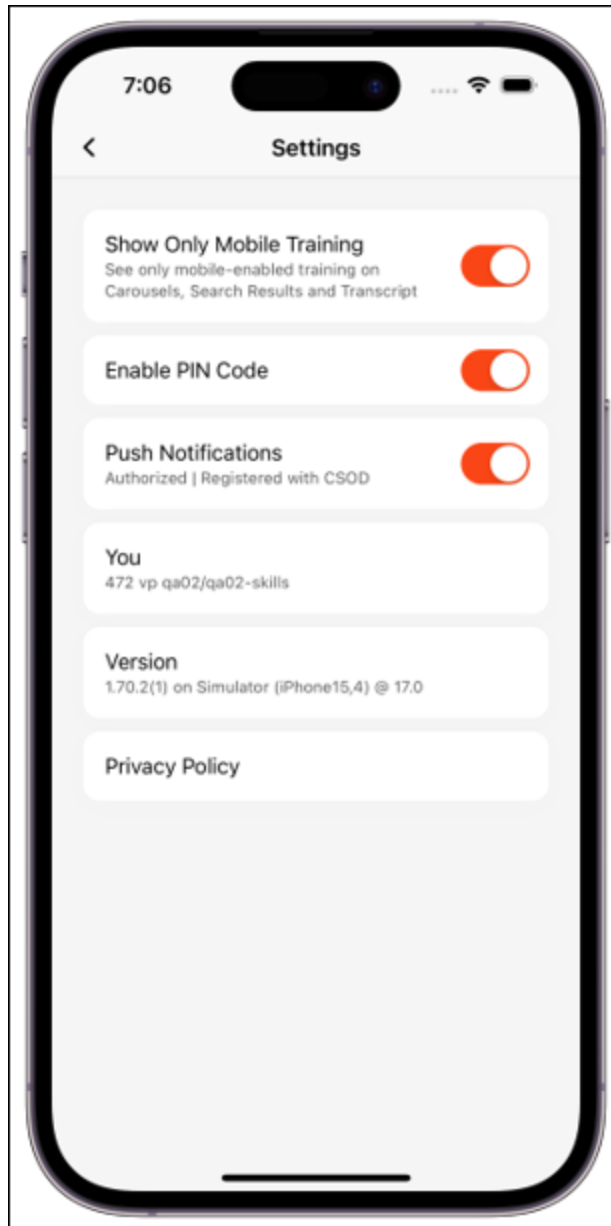 7:06
Settings
Show Only Mobile Training
See only mobile-enabled training on
Carousels, Search Results and Transcript
Enable PIN Code
Push Notifications
Authorized | Registered with CSOD
You
472 vp qa02/qa02-skills
Version
1.70.2(1) on Simulator (iPhone15,4) @ 17.0
Privacy Policy